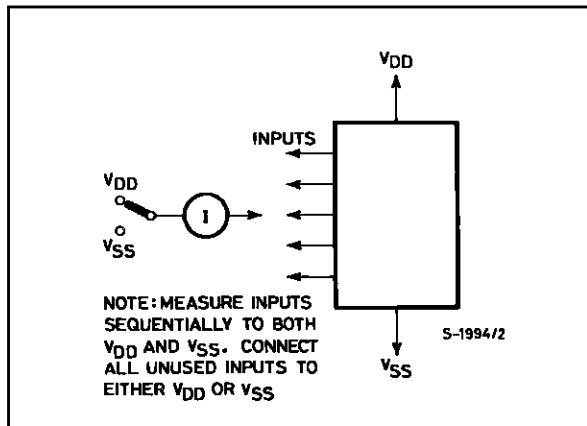 VDD
INPUTS
VDD
I
VSS
NOTE: MEASURE INPUTS
SEQUENTIALLY TO BOTH
VDD AND VSS. CONNECT
ALL UNUSED INPUTS TO
EITHER VDD OR VSS
S-1994/2
VSS